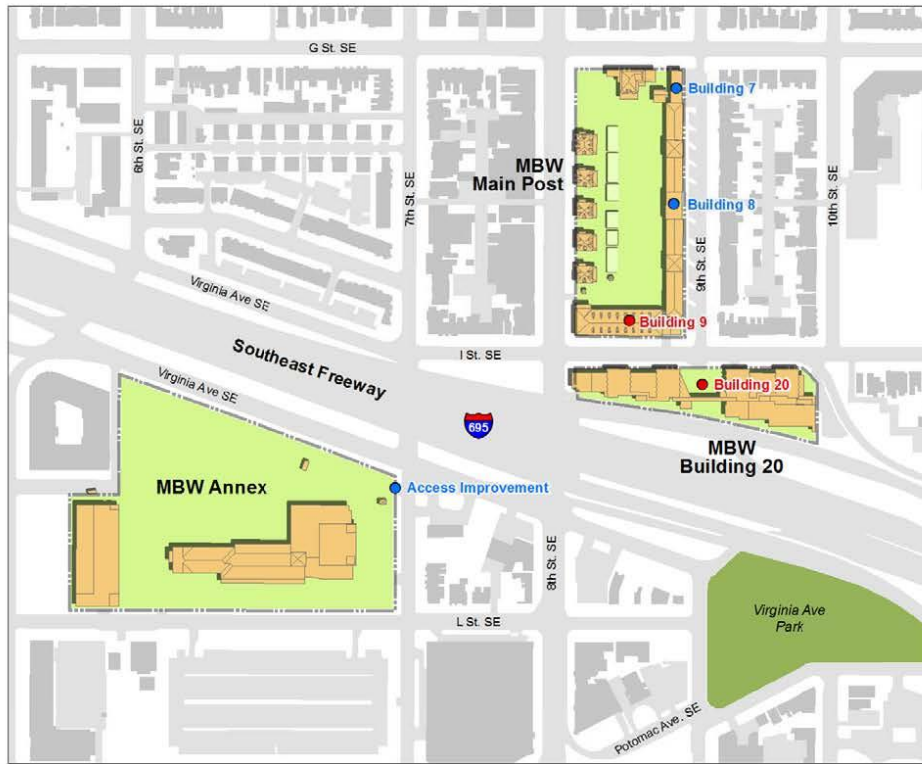 G St. SE
Building 7
6th St. SE
MBW
Main Post
7th St. SE
Building 8
10th St. SE
9th St. SE
Virginia Ave SE
Building 9
I St. SE
Southeast Freeway
Virginia Ave SE
Building 20
695
MBW
Building 20
MBW Annex
Access Improvement
8th St. SE
Virginia Ave
Park
L St. SE
Potomac Ave, SE